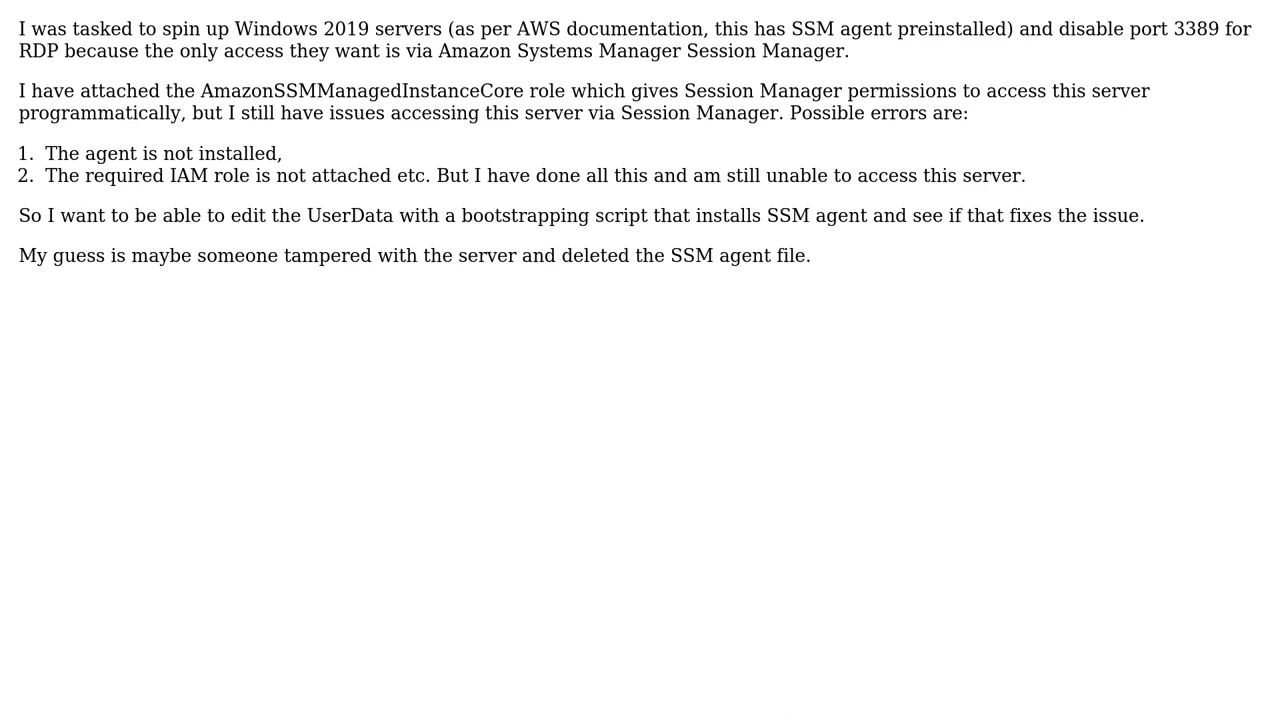 I was tasked to spin up Windows 2019 servers (as per AWS documentation, this has SSM agent preinstalled) and disable port 3389 for
RDP because the only access they want is via Amazon Systems Manager Session Manager.
I have attached the AmazonSSMManagedInstanceCore role which gives Session Manager permissions to access this server
programmatically, but I still have issues accessing this server via Session Manager. Possible errors are:
1. The agent is not installed,
2. The required IAM role is not attached etc. But I have done all this and am still unable to access this server.
So I want to be able to edit the UserData with a bootstrapping script that installs SSM agent and see if that fixes the issue.
My guess is maybe someone tampered with the server and deleted the SSM agent file.